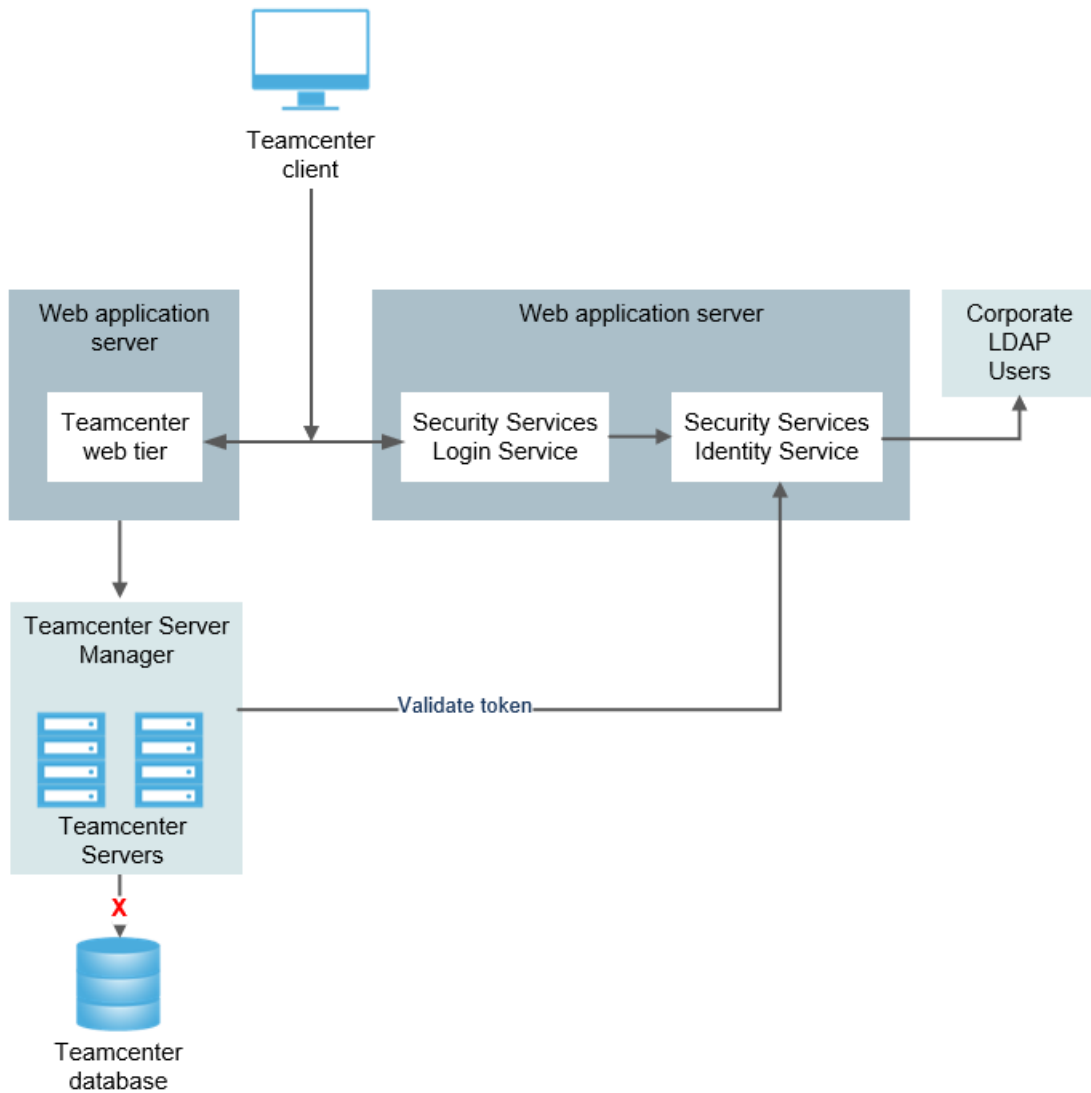 Teamcenter
client
Web application
server
Web application server
Corporate
LDAP
Users
Teamcenter
web tier
Security Services
Login Service
Security Services
Identity Service
Teamcenter Server
Manager
Validate token
Teamcenter
Servers
X
Teamcenter
database